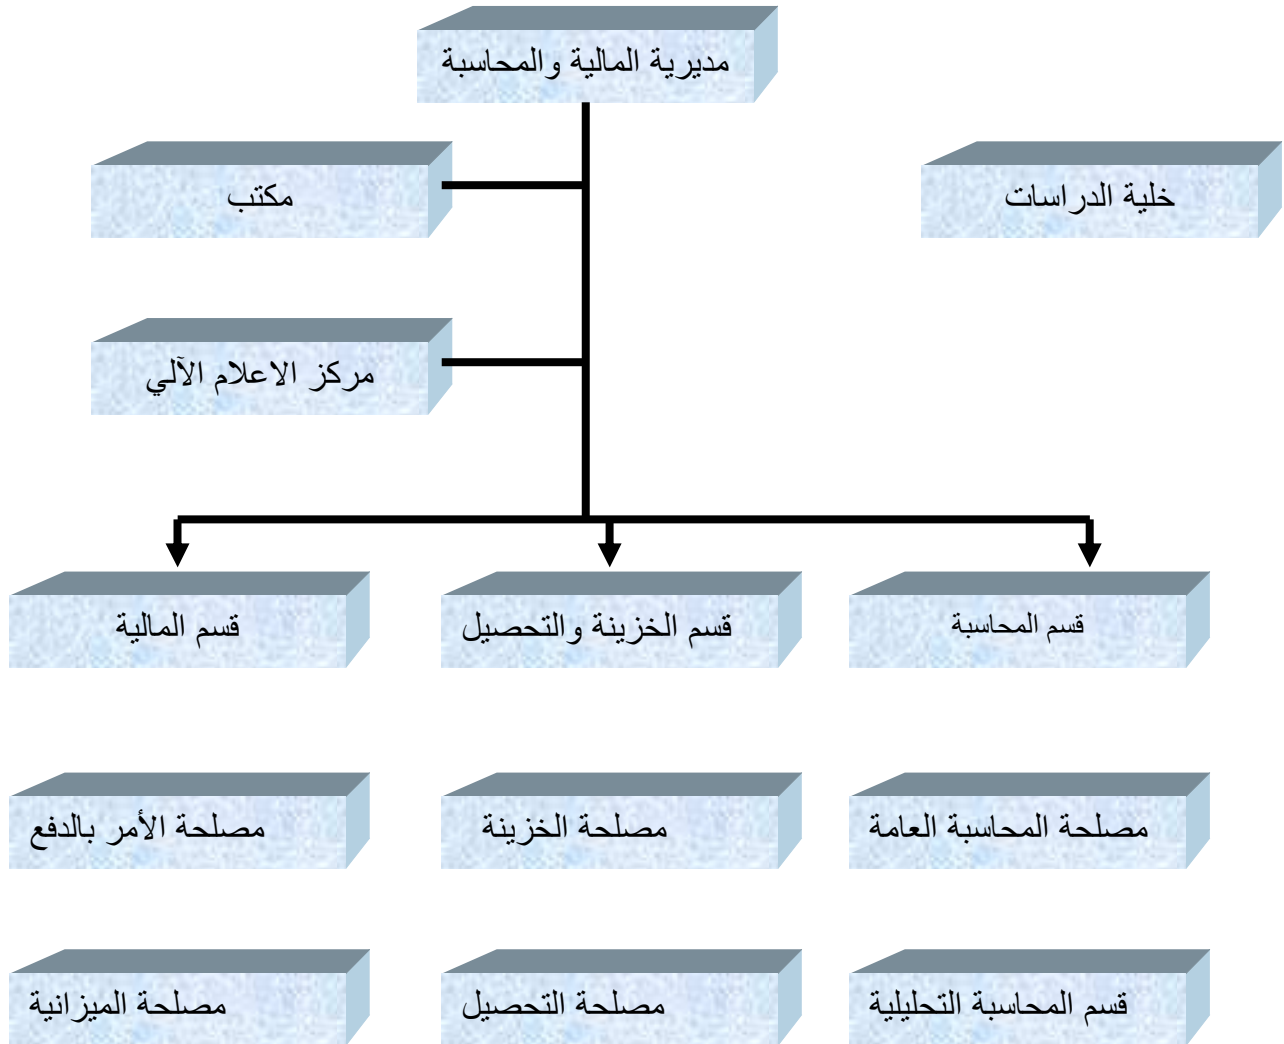 مديرية المالية والمحاسبة
خلية الدراسات
مكتب
مركز الاعلام الآلي
قسم المحاسبة
قسم الخزينة والتحصيل
قسم المالية
مصلحة المحاسبة العامة
مصلحة الخزينة
مصلحة الأمر بالدفع
قسم المحاسبة التحليلية
مصلحة التحصيل
مصلحة الميزانية